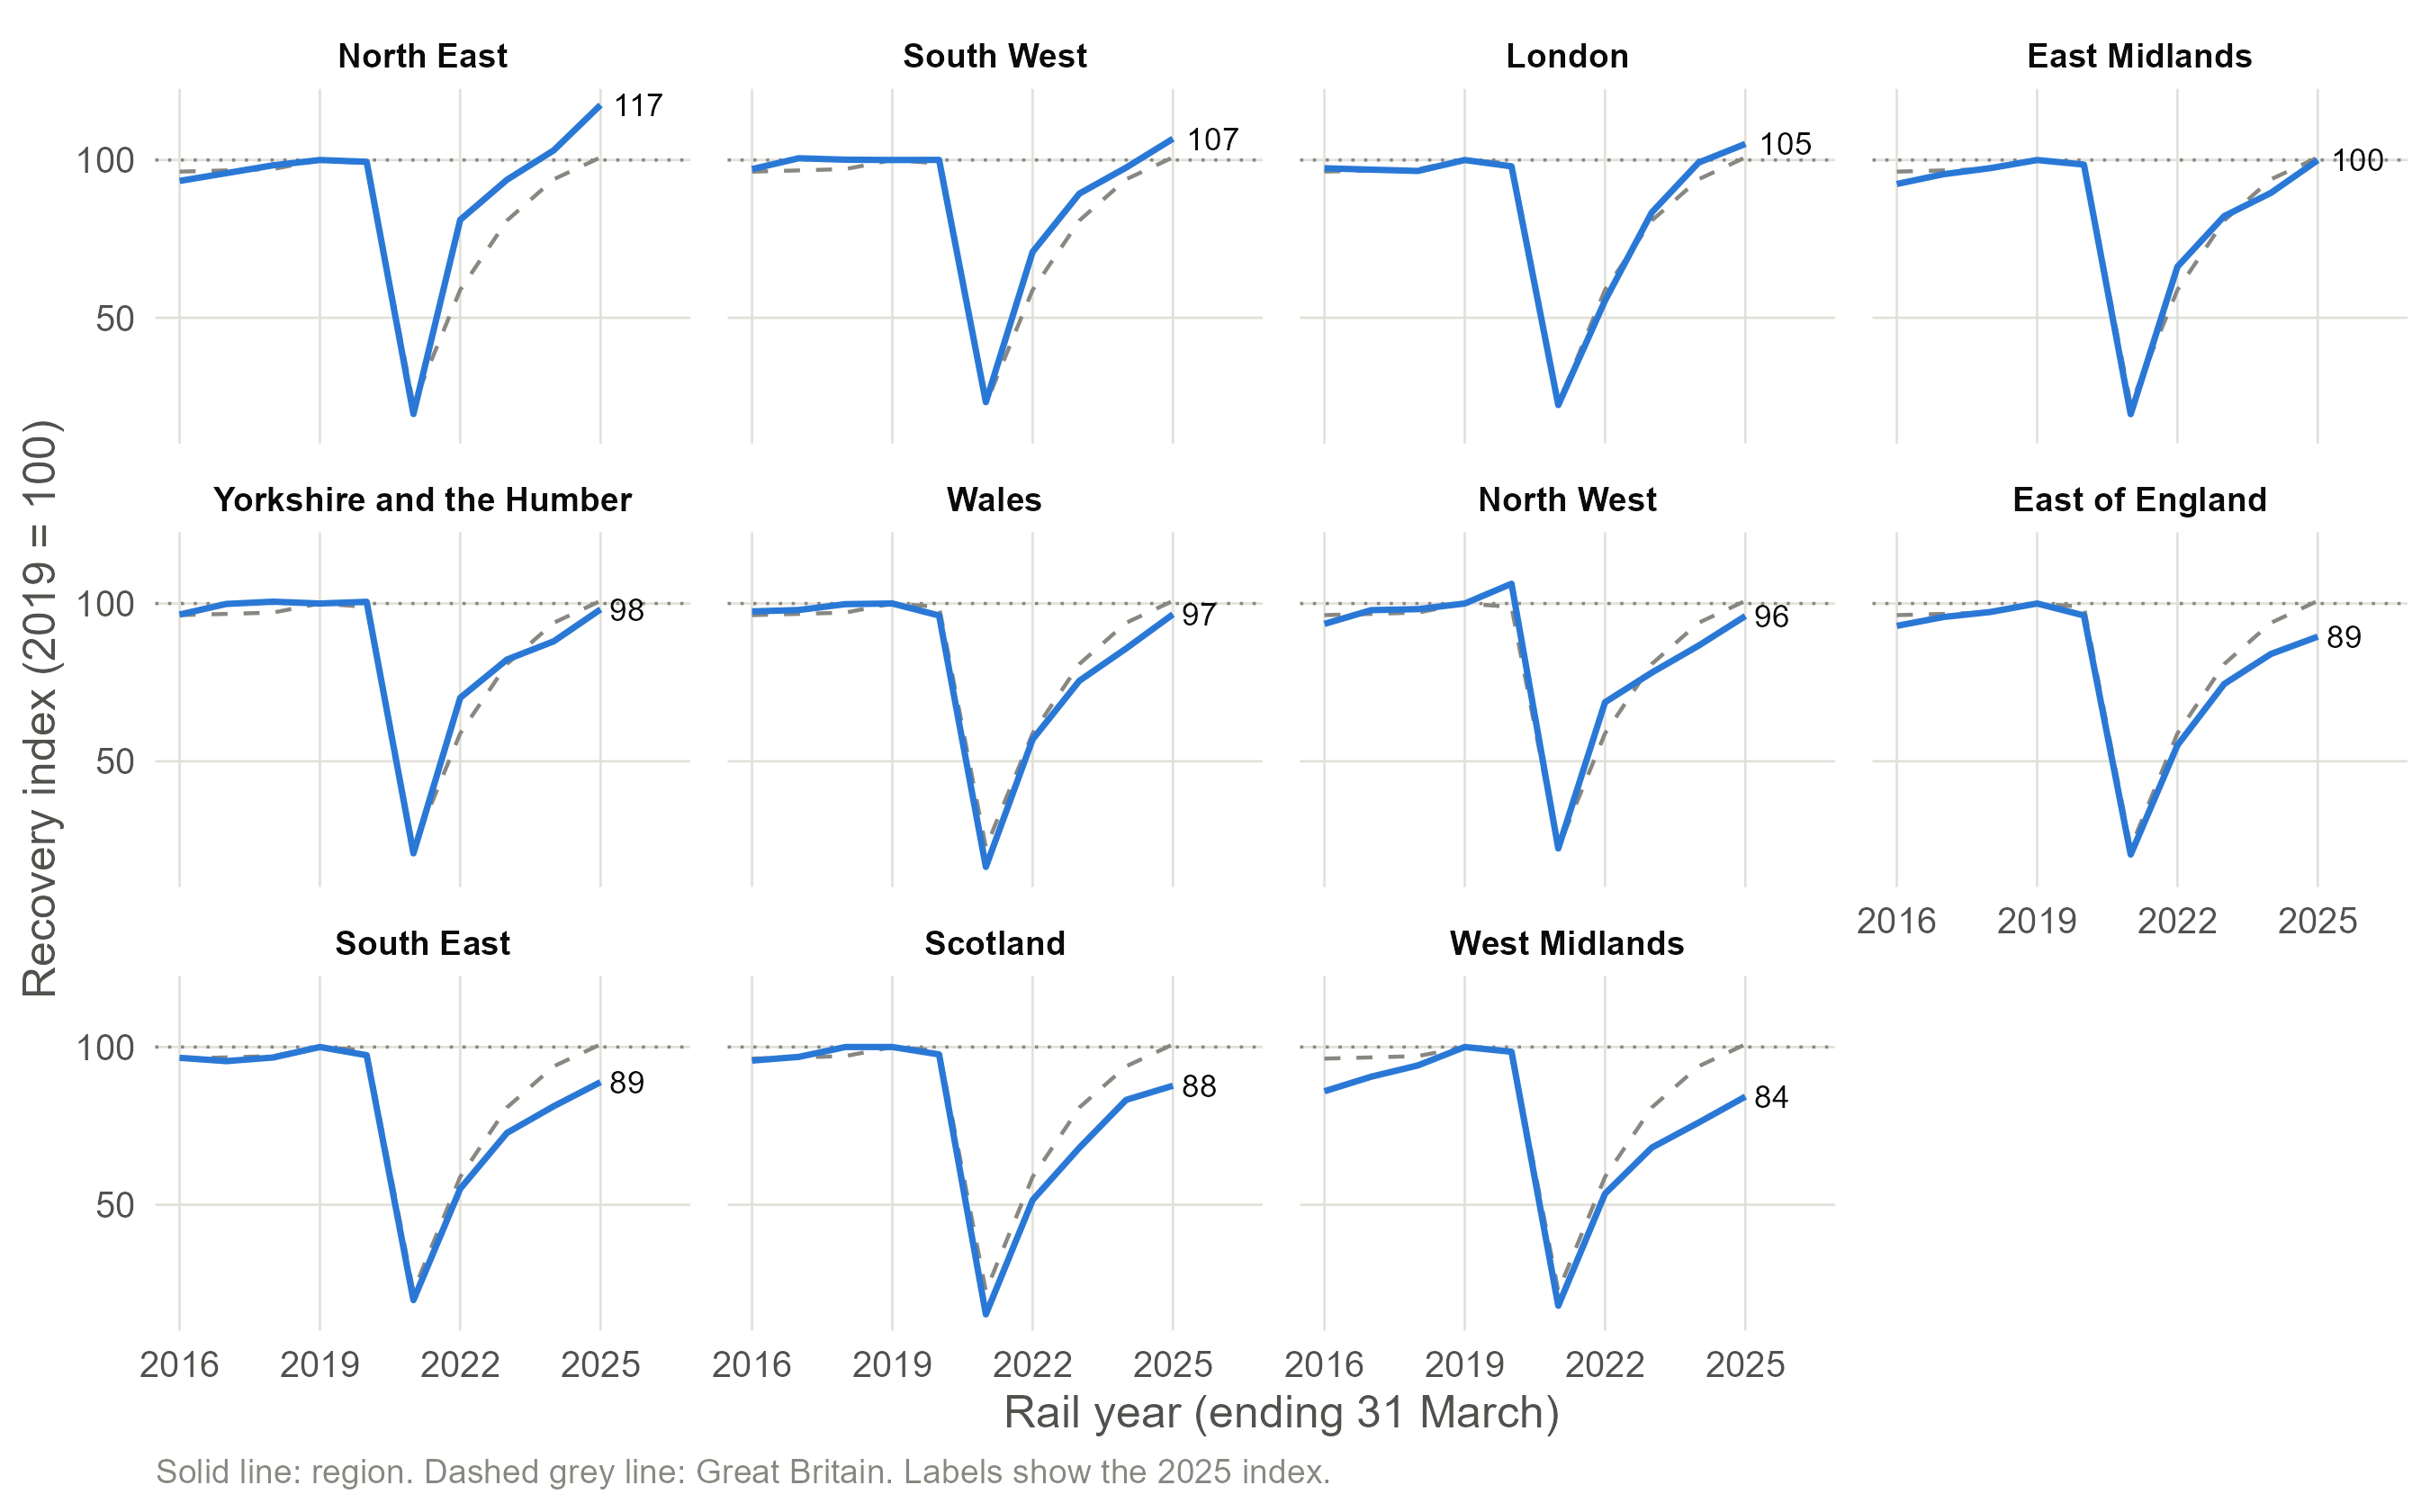 North East
South West
London
East Midlands
117
107
105
100
100
50
Yorkshire and the Humber
Wales
North West
East of England
100
98
97
96
89
50
2016 2019 2022 2025
South East
Scotland
West Midlands
100
89
88
84
50
2016 2019 2022 2025
2016 2019 2022 2025
2016 2019 2022 2025
Recovery index (2019 = 100)
Rail year (ending 31 March)
Solid line: region. Dashed grey line: Great Britain. Labels show the 2025 index.